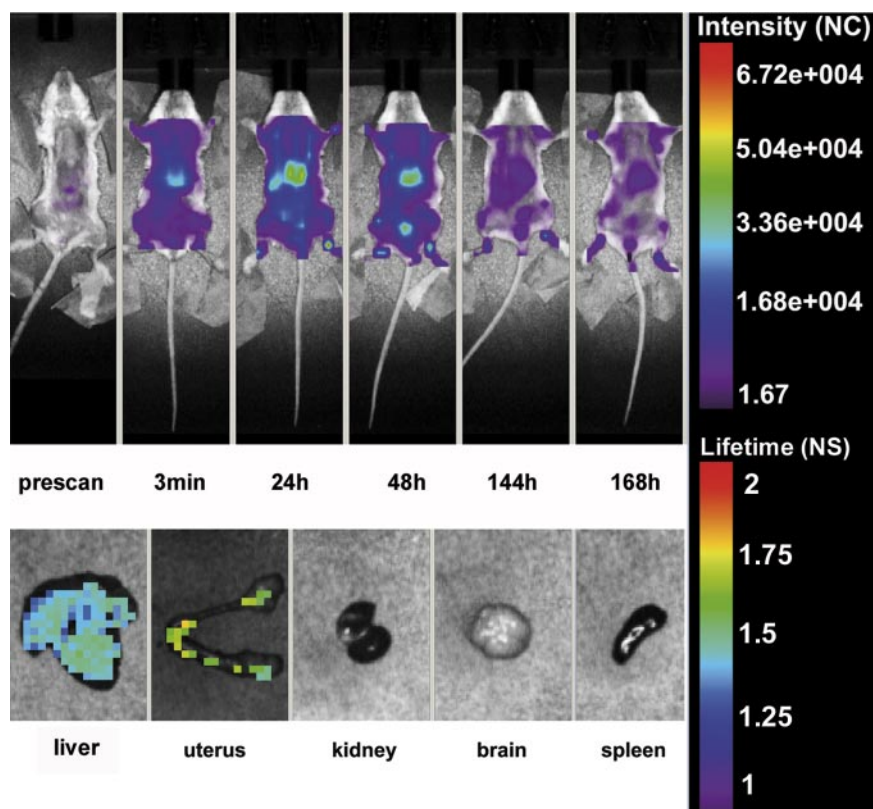 Intensity (NC)
6.72e+004
5.04e+004
3.36e+004
1.68e+004
1.67
prescan 3min 24h 48h 144h 168h
Lifetime (NS)
2
1.75
1.5
1.25
1
liver uterus kidney brain spleen